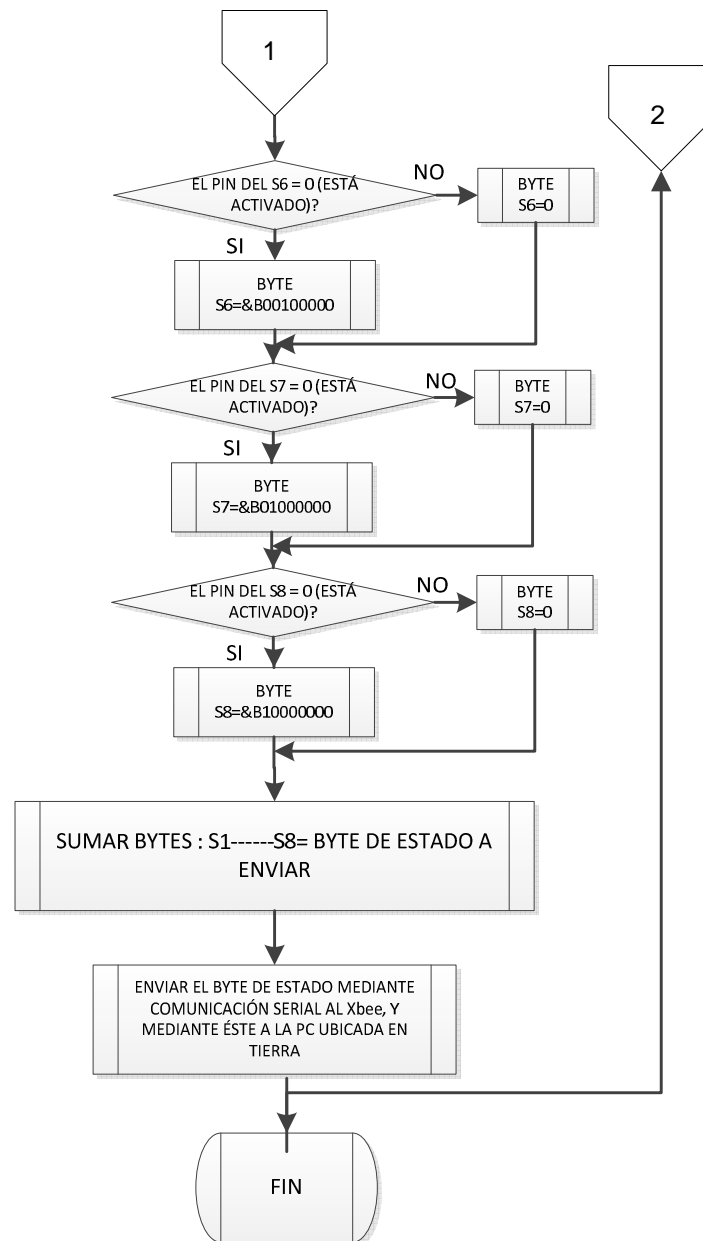 1
2
EL PIN DEL S6 = 0 (ESTÁ
ACTIVADO)?
NO
BYTE
S6=0
SI
BYTE
S6=&B00100000
EL PIN DEL S7 = 0 (ESTÁ
ACTIVADO)?
NO
BYTE
S7=0
SI
BYTE
S7=&B01000000
EL PIN DEL S8 = 0 (ESTÁ
ACTIVADO)?
NO
BYTE
S8=0
SI
BYTE
S8=&B10000000
SUMAR BYTES : S1------S8= BYTE DE ESTADO A
ENVIAR
ENVIAR EL BYTE DE ESTADO MEDIANTE
COMUNICACIÓN SERIAL AL Xbee, Y
MEDIANTE ÉSTE A LA PC UBICADA EN
TIERRA
FIN